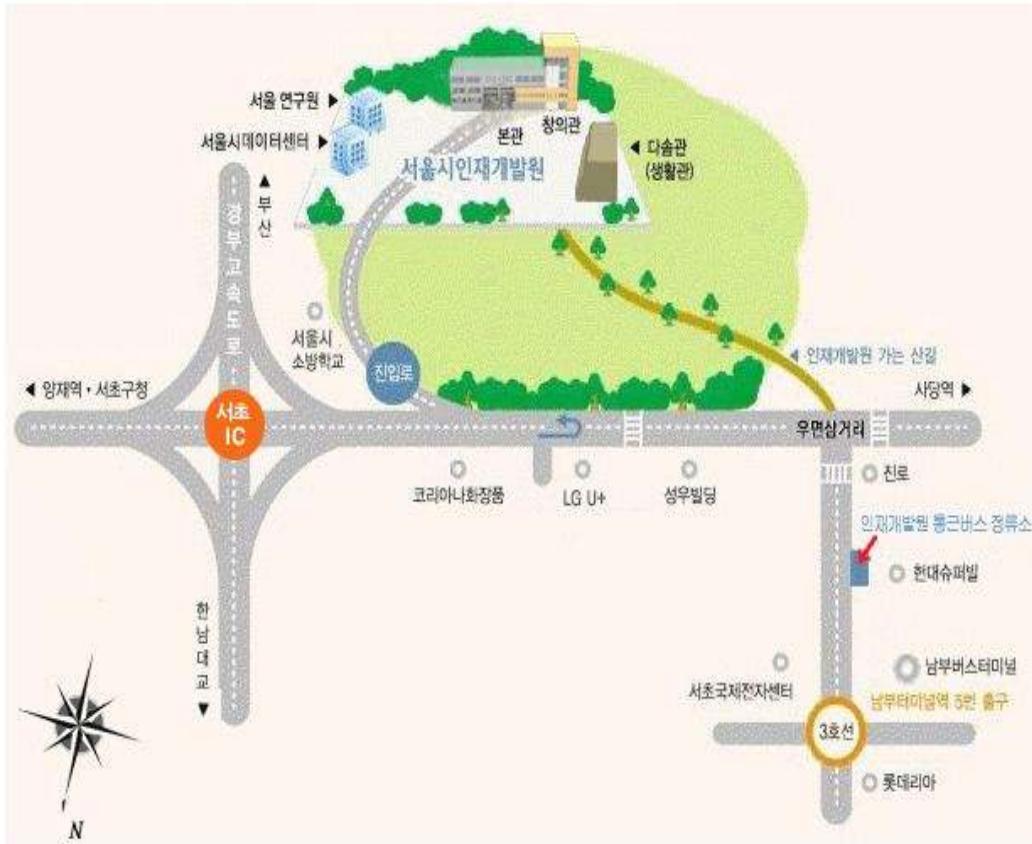 서울 연구원 ▶
서울시데이터센터 ▶
본관
창의관
◀ 다솔관
(생활관)
서울시인재개발원
▲ 부산
경부고속도로
서울시
소방학교
진입로
◀ 인재개발원 가는 산길
◀ 양재역·서초구청
사당역 ▶
서초
IC
우면삼거리
코리아나화장품
LG U+
성우빌딩
진로
인재개발원 통근버스 정류소
현대슈퍼빌
한남대교 ▼
서초국제전자센터
남부버스터미널
남부터미널역 5번 출구
3호선
롯데리아
N